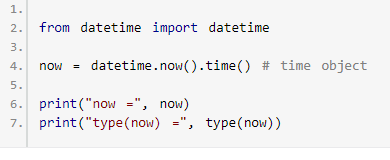 1.
2. from datetime import datetime
3.
4. now = datetime.now().time() # time object
5.
6. print("now =", now)
7. print("type(now) =", type(now))